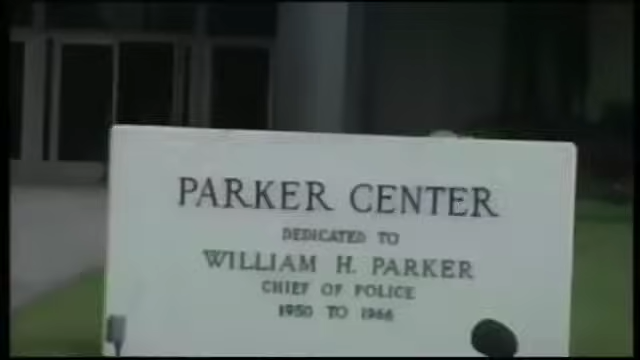 PARKER CENTER
DEDICATED TO
WILLIAM H. PARKER
CHIEF OF POLICE
1950 TO 1966